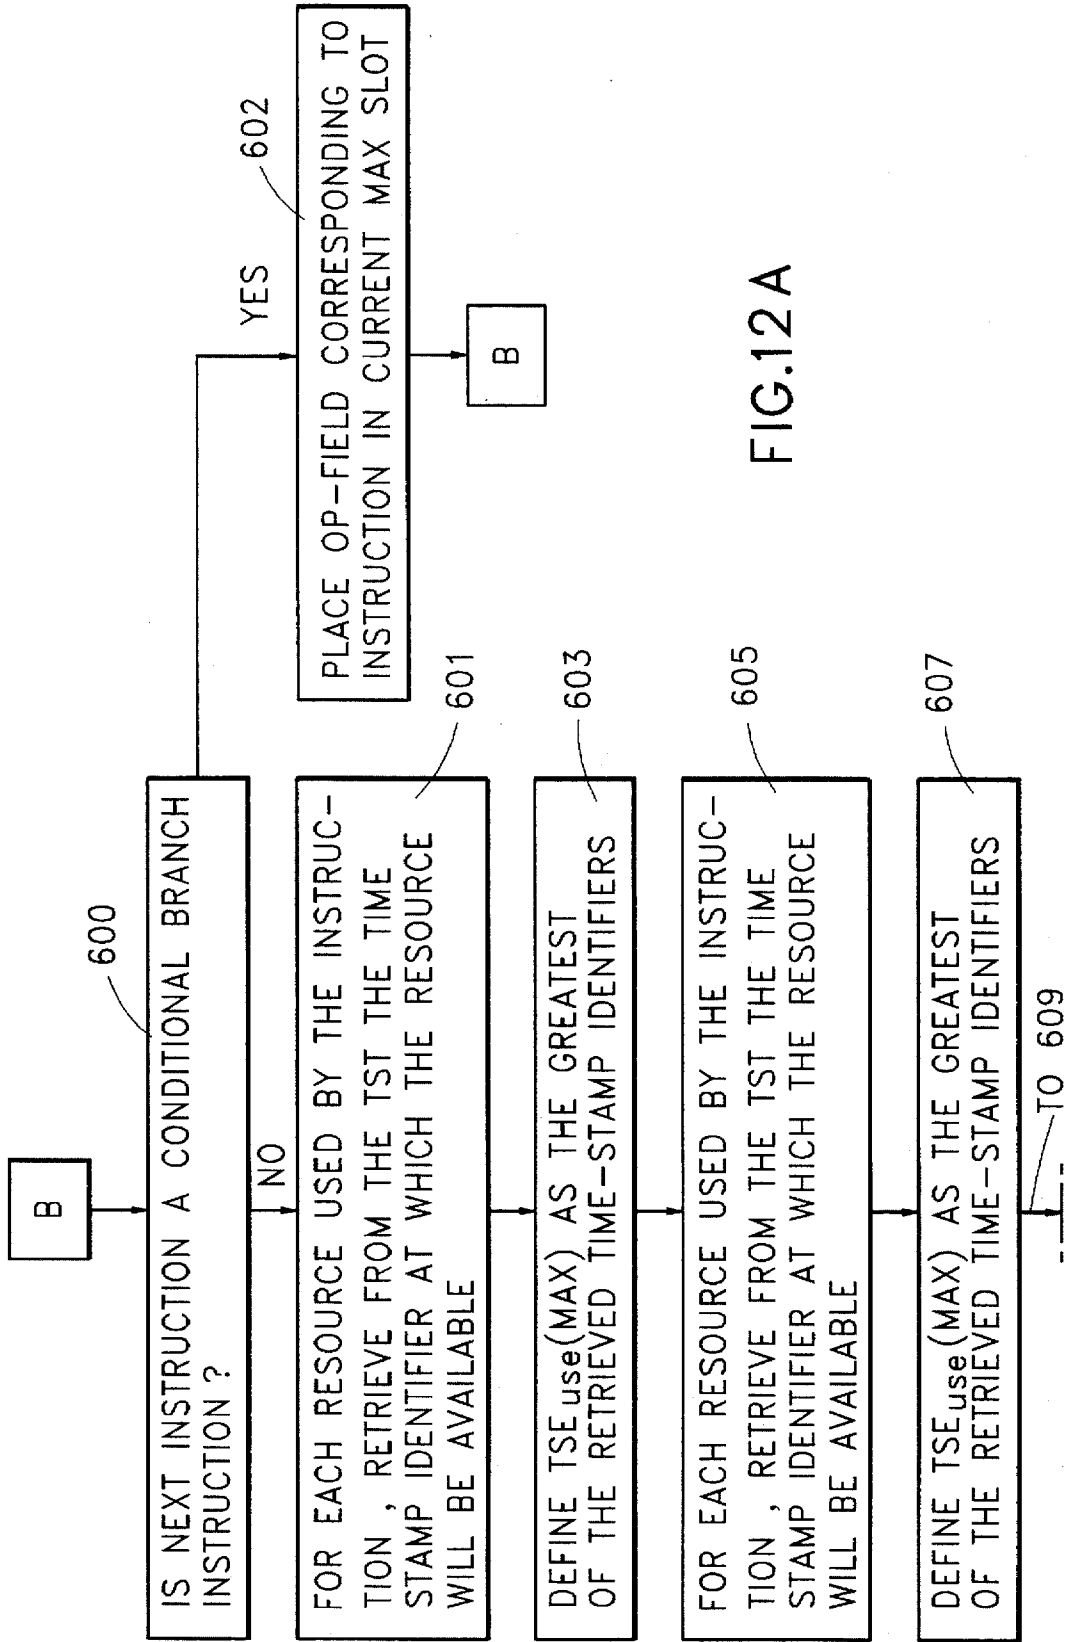 B
600
IS NEXT INSTRUCTION A CONDITIONAL BRANCH
INSTRUCTION ?
YES
NO
602
PLACE OP-FIELD CORRESPONDING TO
INSTRUCTION IN CURRENT MAX SLOT
B
601
FOR EACH RESOURCE USED BY THE INSTRUC-
TION , RETRIEVE FROM THE TST THE TIME
STAMP IDENTIFIER AT WHICH THE RESOURCE
WILL BE AVAILABLE
603
DEFINE TSEuse(MAX) AS THE GREATEST
OF THE RETRIEVED TIME-STAMP IDENTIFIERS
605
FOR EACH RESOURCE USED BY THE INSTRUC-
TION , RETRIEVE FROM THE TST THE TIME
STAMP IDENTIFIER AT WHICH THE RESOURCE
WILL BE AVAILABLE
607
DEFINE TSEuse(MAX) AS THE GREATEST
OF THE RETRIEVED TIME-STAMP IDENTIFIERS
TO 609
FIG.12A